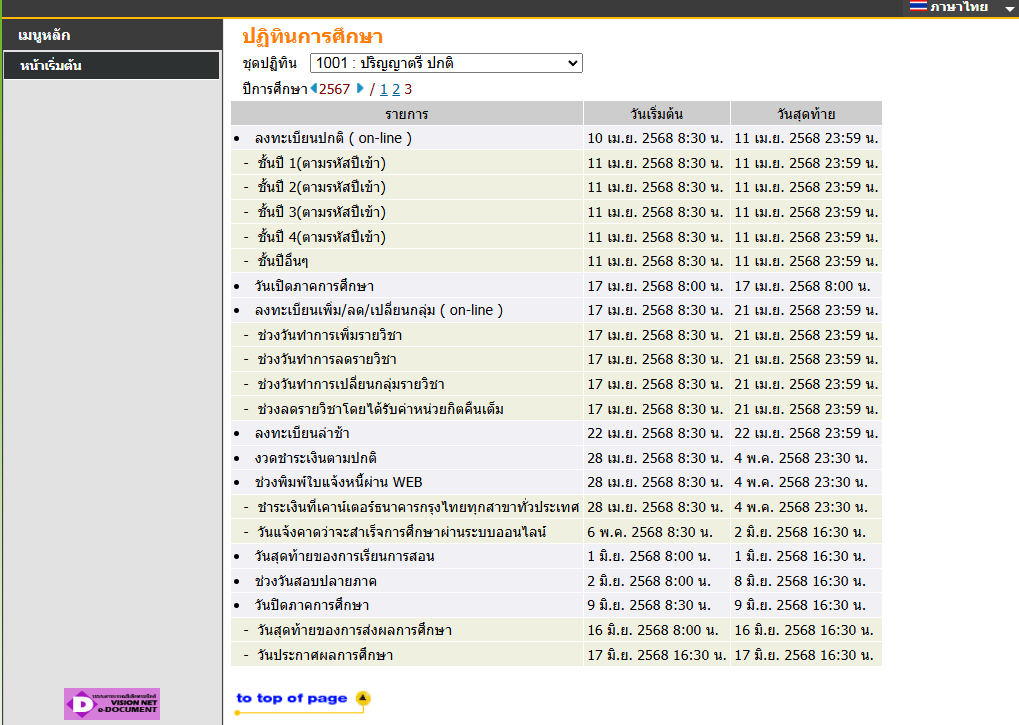 ภาษาไทย
เมนูหลัก
หน้าเริ่มต้น
ปฏิทินการศึกษา
ชุดปฏิทิน 1001 : ปริญญาตรี ปกติ
ปีการศึกษา 2567 / 1 2 3
รายการ วันเริ่มต้น วันสุดท้าย
• ลงทะเบียนปกติ ( on-line ) 10 เม.ย. 2568 8:30 น. 11 เม.ย. 2568 23:59 น.
- ชั้นปี 1(ตามรหัสปีเข้า) 11 เม.ย. 2568 8:30 น. 11 เม.ย. 2568 23:59 น.
- ชั้นปี 2(ตามรหัสปีเข้า) 11 เม.ย. 2568 8:30 น. 11 เม.ย. 2568 23:59 น.
- ชั้นปี 3(ตามรหัสปีเข้า) 11 เม.ย. 2568 8:30 น. 11 เม.ย. 2568 23:59 น.
- ชั้นปี 4(ตามรหัสปีเข้า) 11 เม.ย. 2568 8:30 น. 11 เม.ย. 2568 23:59 น.
- ชั้นปีอื่นๆ 11 เม.ย. 2568 8:30 น. 11 เม.ย. 2568 23:59 น.
• วันเปิดภาคการศึกษา 17 เม.ย. 2568 8:00 น. 17 เม.ย. 2568 8:00 น.
• ลงทะเบียนเพิ่ม/ลด/เปลี่ยนกลุ่ม ( on-line ) 17 เม.ย. 2568 8:30 น. 21 เม.ย. 2568 23:59 น.
- ช่วงวันทำการเพิ่มรายวิชา 17 เม.ย. 2568 8:30 น. 21 เม.ย. 2568 23:59 น.
- ช่วงวันทำการลดรายวิชา 17 เม.ย. 2568 8:30 น. 21 เม.ย. 2568 23:59 น.
- ช่วงวันทำการเปลี่ยนกลุ่มรายวิชา 17 เม.ย. 2568 8:30 น. 21 เม.ย. 2568 23:59 น.
- ช่วงลดรายวิชาโดยได้รับค่าหน่วยกิตคืนเต็ม 17 เม.ย. 2568 8:30 น. 21 เม.ย. 2568 23:59 น.
• ลงทะเบียนล่าช้า 22 เม.ย. 2568 8:30 น. 22 เม.ย. 2568 23:59 น.
• งวดชำระเงินตามปกติ 28 เม.ย. 2568 8:30 น. 4 พ.ค. 2568 23:30 น.
• ช่วงพิมพ์ใบแจ้งหนี้ผ่าน WEB 28 เม.ย. 2568 8:30 น. 4 พ.ค. 2568 23:30 น.
- ชำระเงินที่เคาน์เตอร์ธนาคารกรุงไทยทุกสาขาทั่วประเทศ 28 เม.ย. 2568 8:30 น. 4 พ.ค. 2568 23:30 น.
- วันแจ้งคาดว่าจะสำเร็จการศึกษาผ่านระบบออนไลน์ 6 พ.ค. 2568 8:30 น. 2 มิ.ย. 2568 16:30 น.
• วันสุดท้ายของการเรียนการสอน 1 มิ.ย. 2568 8:00 น. 1 มิ.ย. 2568 16:30 น.
• ช่วงวันสอบปลายภาค 2 มิ.ย. 2568 8:00 น. 8 มิ.ย. 2568 16:30 น.
• วันปิดภาคการศึกษา 9 มิ.ย. 2568 8:30 น. 9 มิ.ย. 2568 16:30 น.
- วันสุดท้ายของการส่งผลการศึกษา 16 มิ.ย. 2568 8:00 น. 16 มิ.ย. 2568 16:30 น.
- วันประกาศผลการศึกษา 17 มิ.ย. 2568 16:30 น. 17 มิ.ย. 2568 16:30 น.
to top of page
D VISION NET
e-DOCUMENT